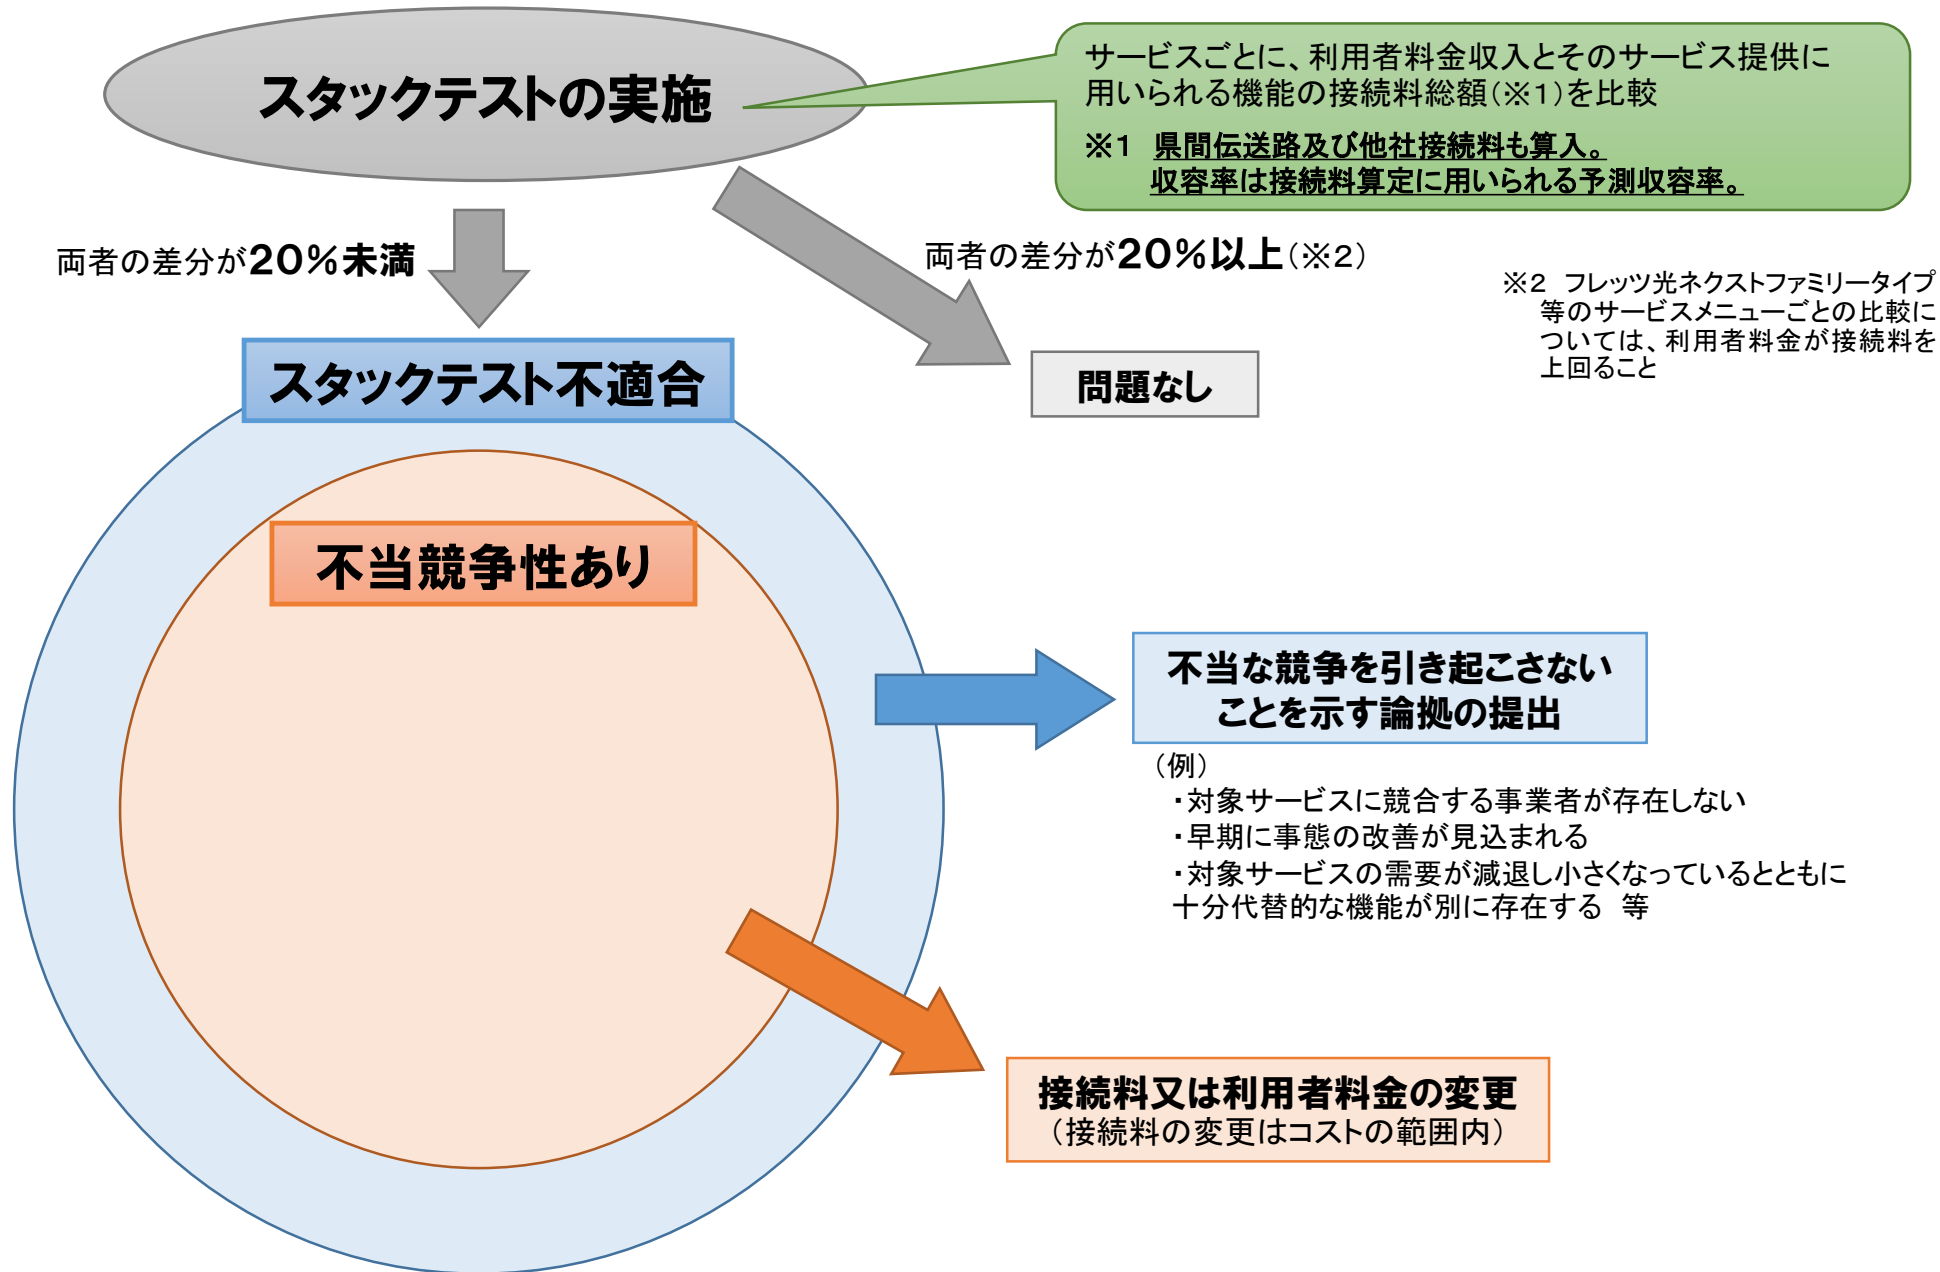 スタックテストの実施
サービスごとに、利用者料金収入とそのサービス提供に
用いられる機能の接続料総額（※１）を比較
※１　県間伝送路及び他社接続料も算入。
収容率は接続料算定に用いられる予測収容率。
両者の差分が２０％未満
両者の差分が２０％以上（※２）
※２　フレッツ光ネクストファミリータイプ
等のサービスメニューごとの比較に
ついては、利用者料金が接続料を
上回ること
スタックテスト不適合
問題なし
不当競争性あり
不当な競争を引き起こさない
ことを示す論拠の提出
（例）
・対象サービスに競合する事業者が存在しない
・早期に事態の改善が見込まれる
・対象サービスの需要が減退し小さくなっているとともに
十分代替的な機能が別に存在する　等
接続料又は利用者料金の変更
（接続料の変更はコストの範囲内）